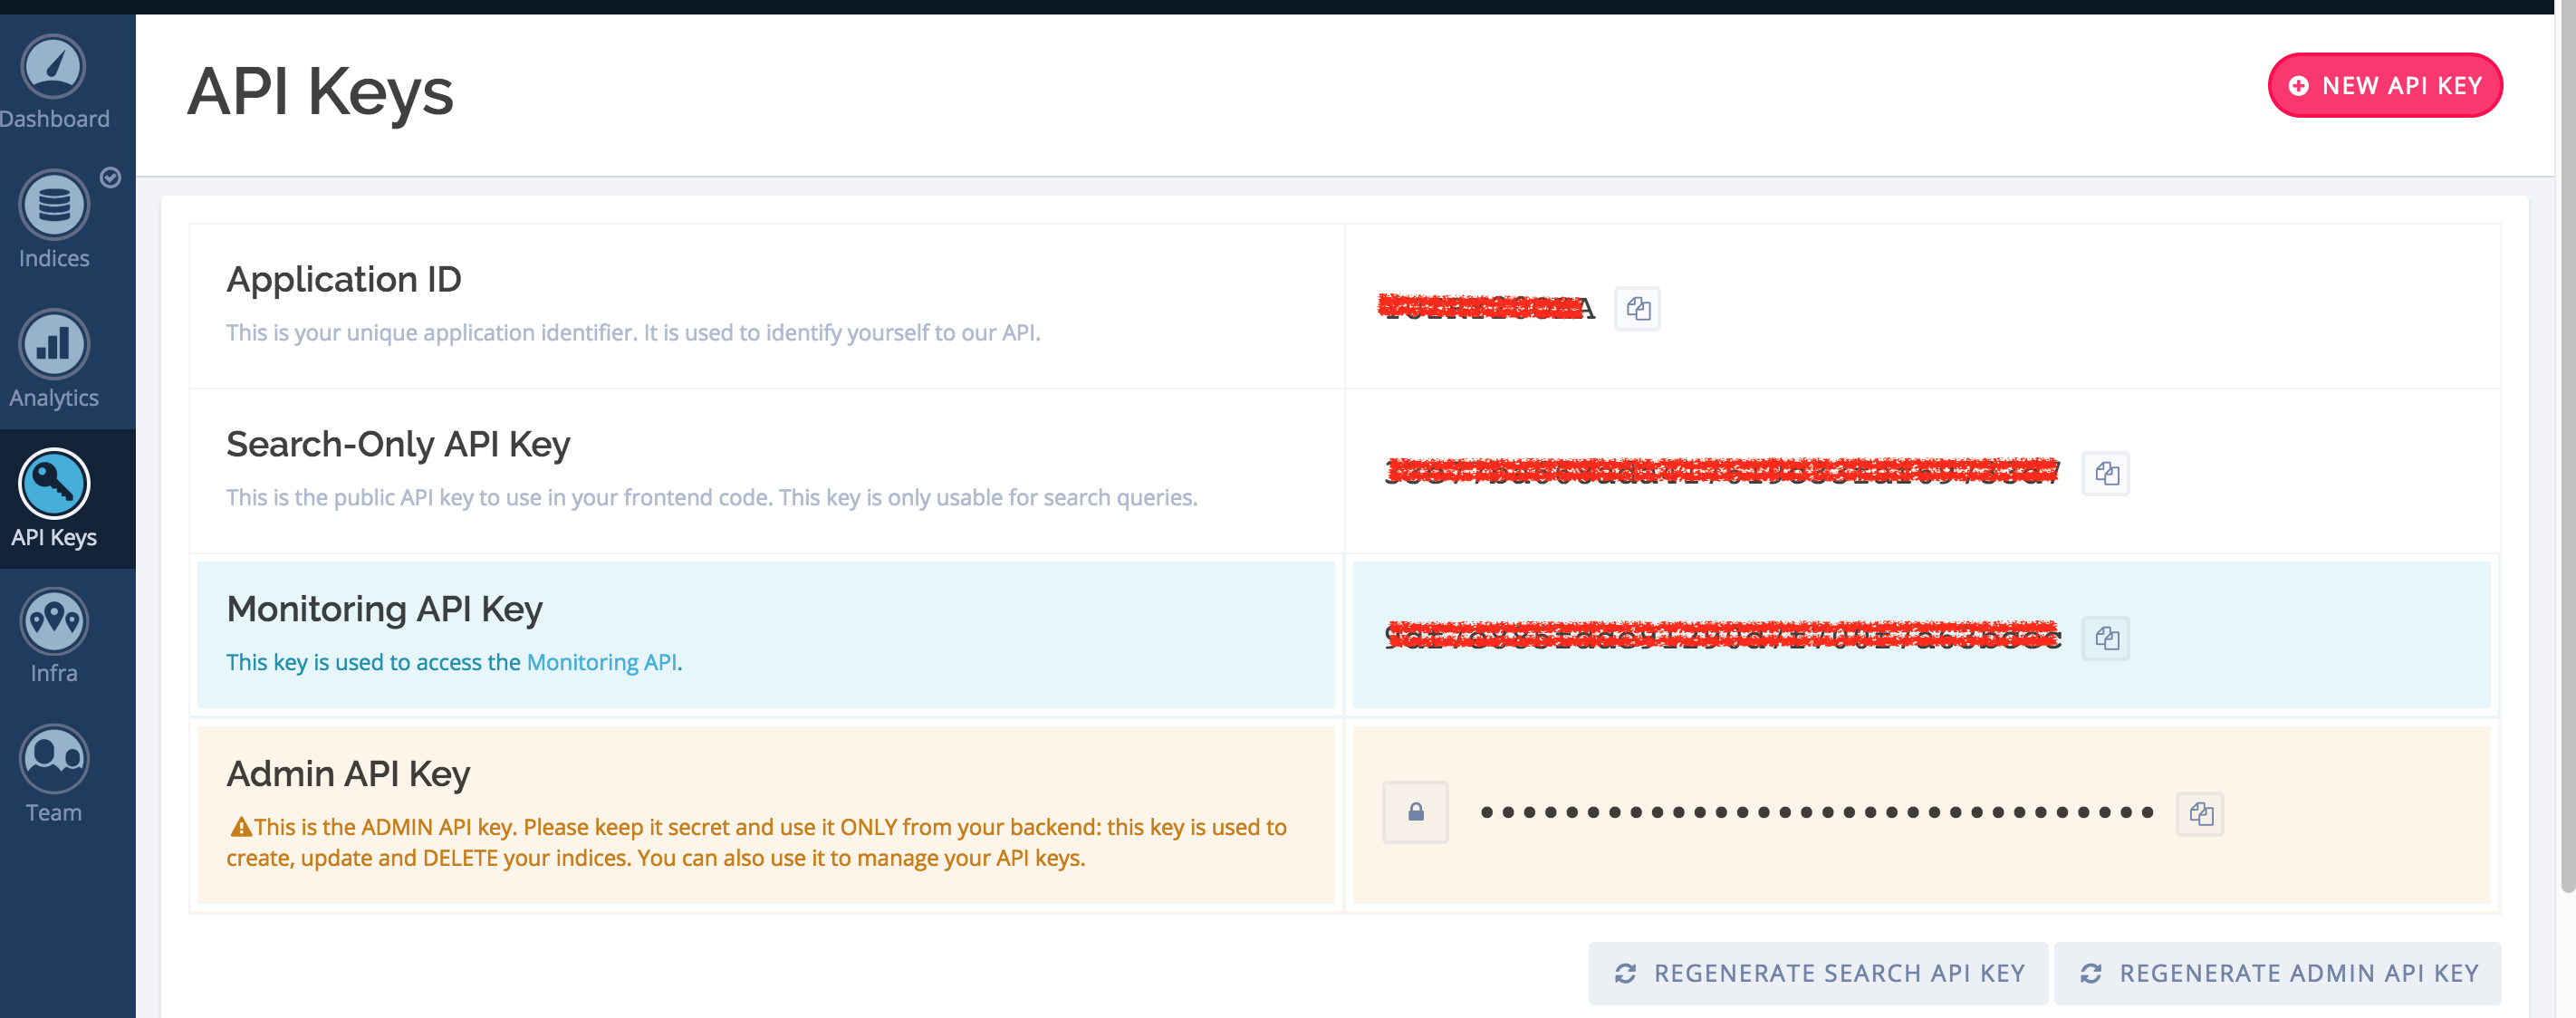 Dashboard
Indices
Analytics
API Keys
Infra
Team
API Keys
NEW API KEY
Application ID
This is your unique application identifier. It is used to identify yourself to our API.
Search-Only API Key
This is the public API key to use in your frontend code. This key is only usable for search queries.
Monitoring API Key
This key is used to access the Monitoring API.
Admin API Key
This is the ADMIN API key. Please keep it secret and use it ONLY from your backend: this key is used to
create, update and DELETE your indices. You can also use it to manage your API keys.
REGENERATE SEARCH API KEY
REGENERATE ADMIN API KEY